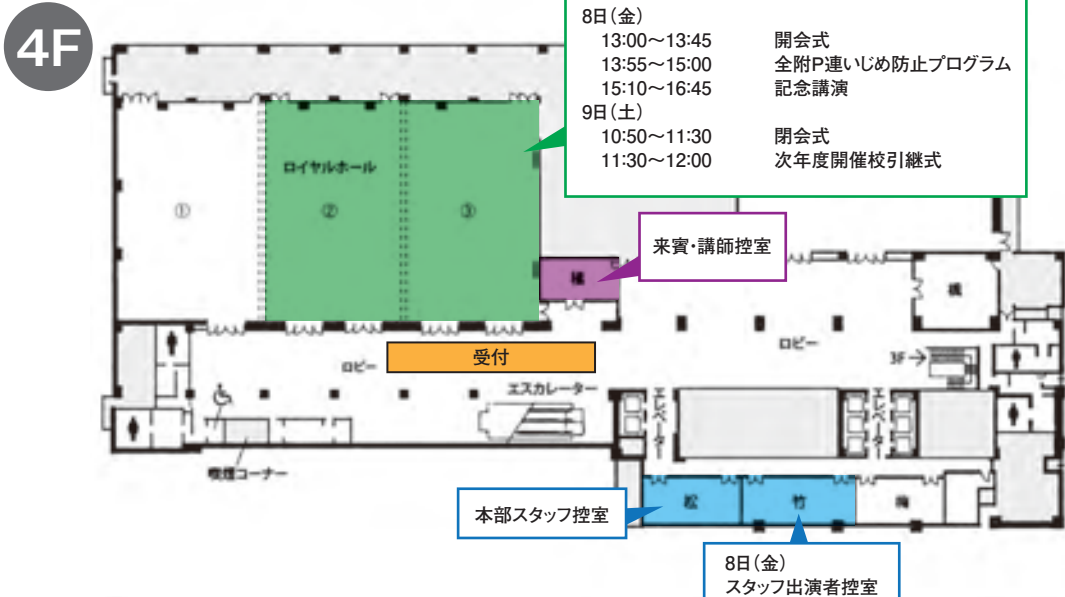 4F
8日(金)
13:00～13:45 開会式
13:55～15:00 全附P連いじめ防止プログラム
15:10～16:45 記念講演
9日(土)
10:50～11:30 閉会式
11:30～12:00 次年度開催校引継式
ロイヤルホール
①
②
③
来賓・講師控室
受付
ロビー
ロビー
3F→
エスカレーター
エレベーター
エレベーター
喫煙コーナー
本部スタッフ控室
松
竹
梅
8日(金)
スタッフ出演者控室